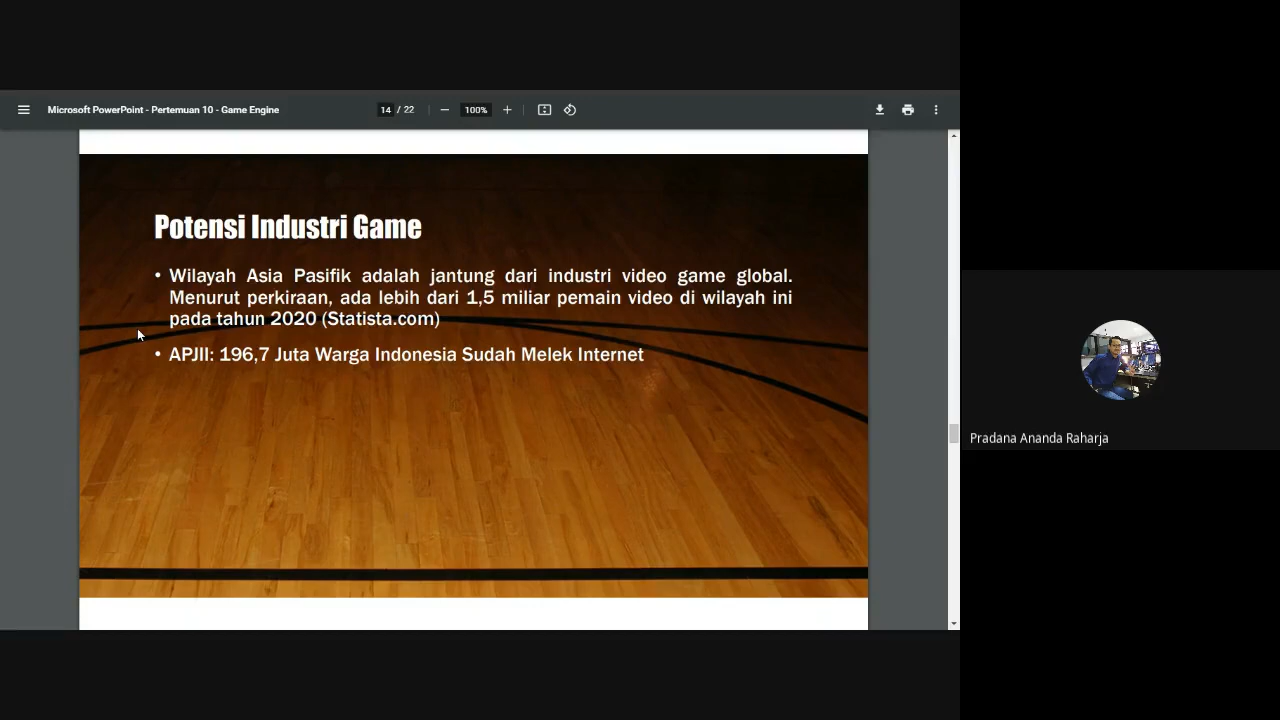 Microsoft PowerPoint - Pertemuan 10 - Game Engine
14 / 22
100%
Potensi Industri Game
• Wilayah Asia Pasifik adalah jantung dari industri video game global.
Menurut perkiraan, ada lebih dari 1,5 miliar pemain video di wilayah ini
pada tahun 2020 (Statista.com)
• APJII: 196,7 Juta Warga Indonesia Sudah Melek Internet
Pradana Ananda Raharja